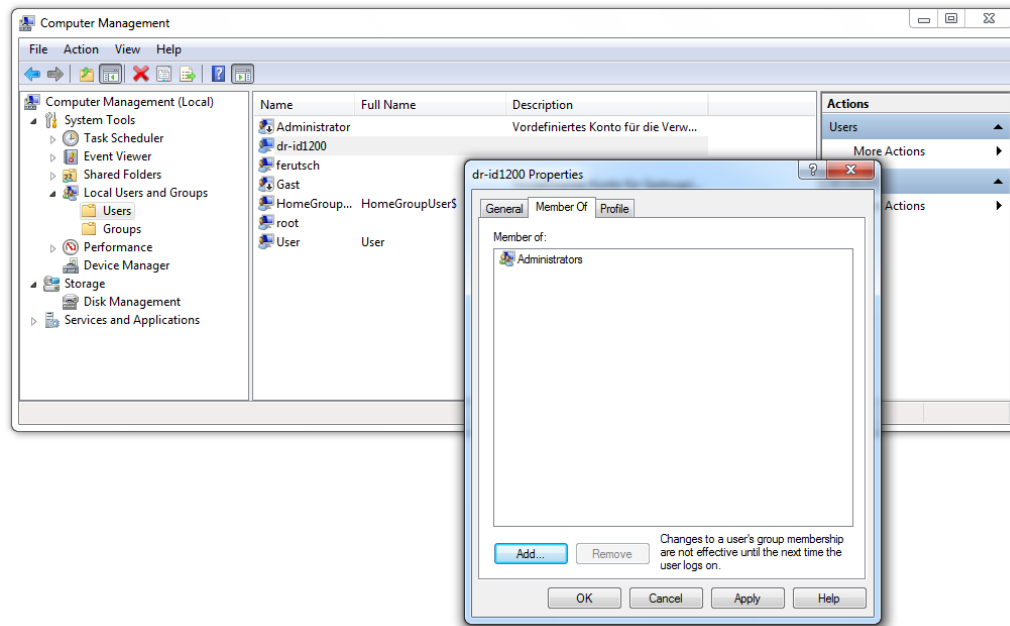 Computer Management
File Action View Help
Computer Management (Local)
System Tools
Task Scheduler
Event Viewer
Shared Folders
Local Users and Groups
Users
Groups
Performance
Device Manager
Storage
Disk Management
Services and Applications
Name Full Name Description
Administrator Vordefiniertes Konto für die Verw...
dr-id1200
ferutsch
Gast
HomeGroup... HomeGroupUser$
root
User User
Actions
Users
More Actions
Actions
dr-id1200 Properties
General Member Of Profile
Member of:
Administrators
Add... Remove
Changes to a user's group membership
are not effective until the next time the
user logs on.
OK Cancel Apply Help